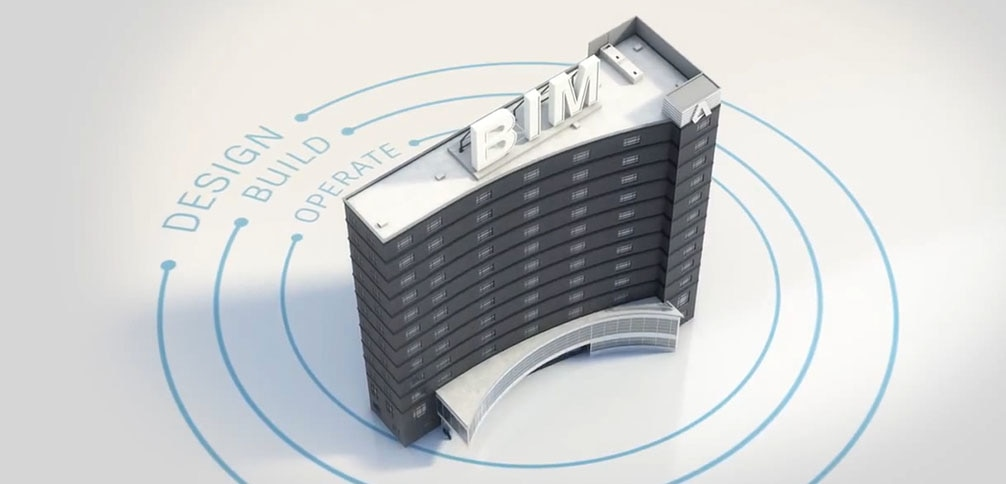 DESIGN
BUILD
OPERATE
BIM
A